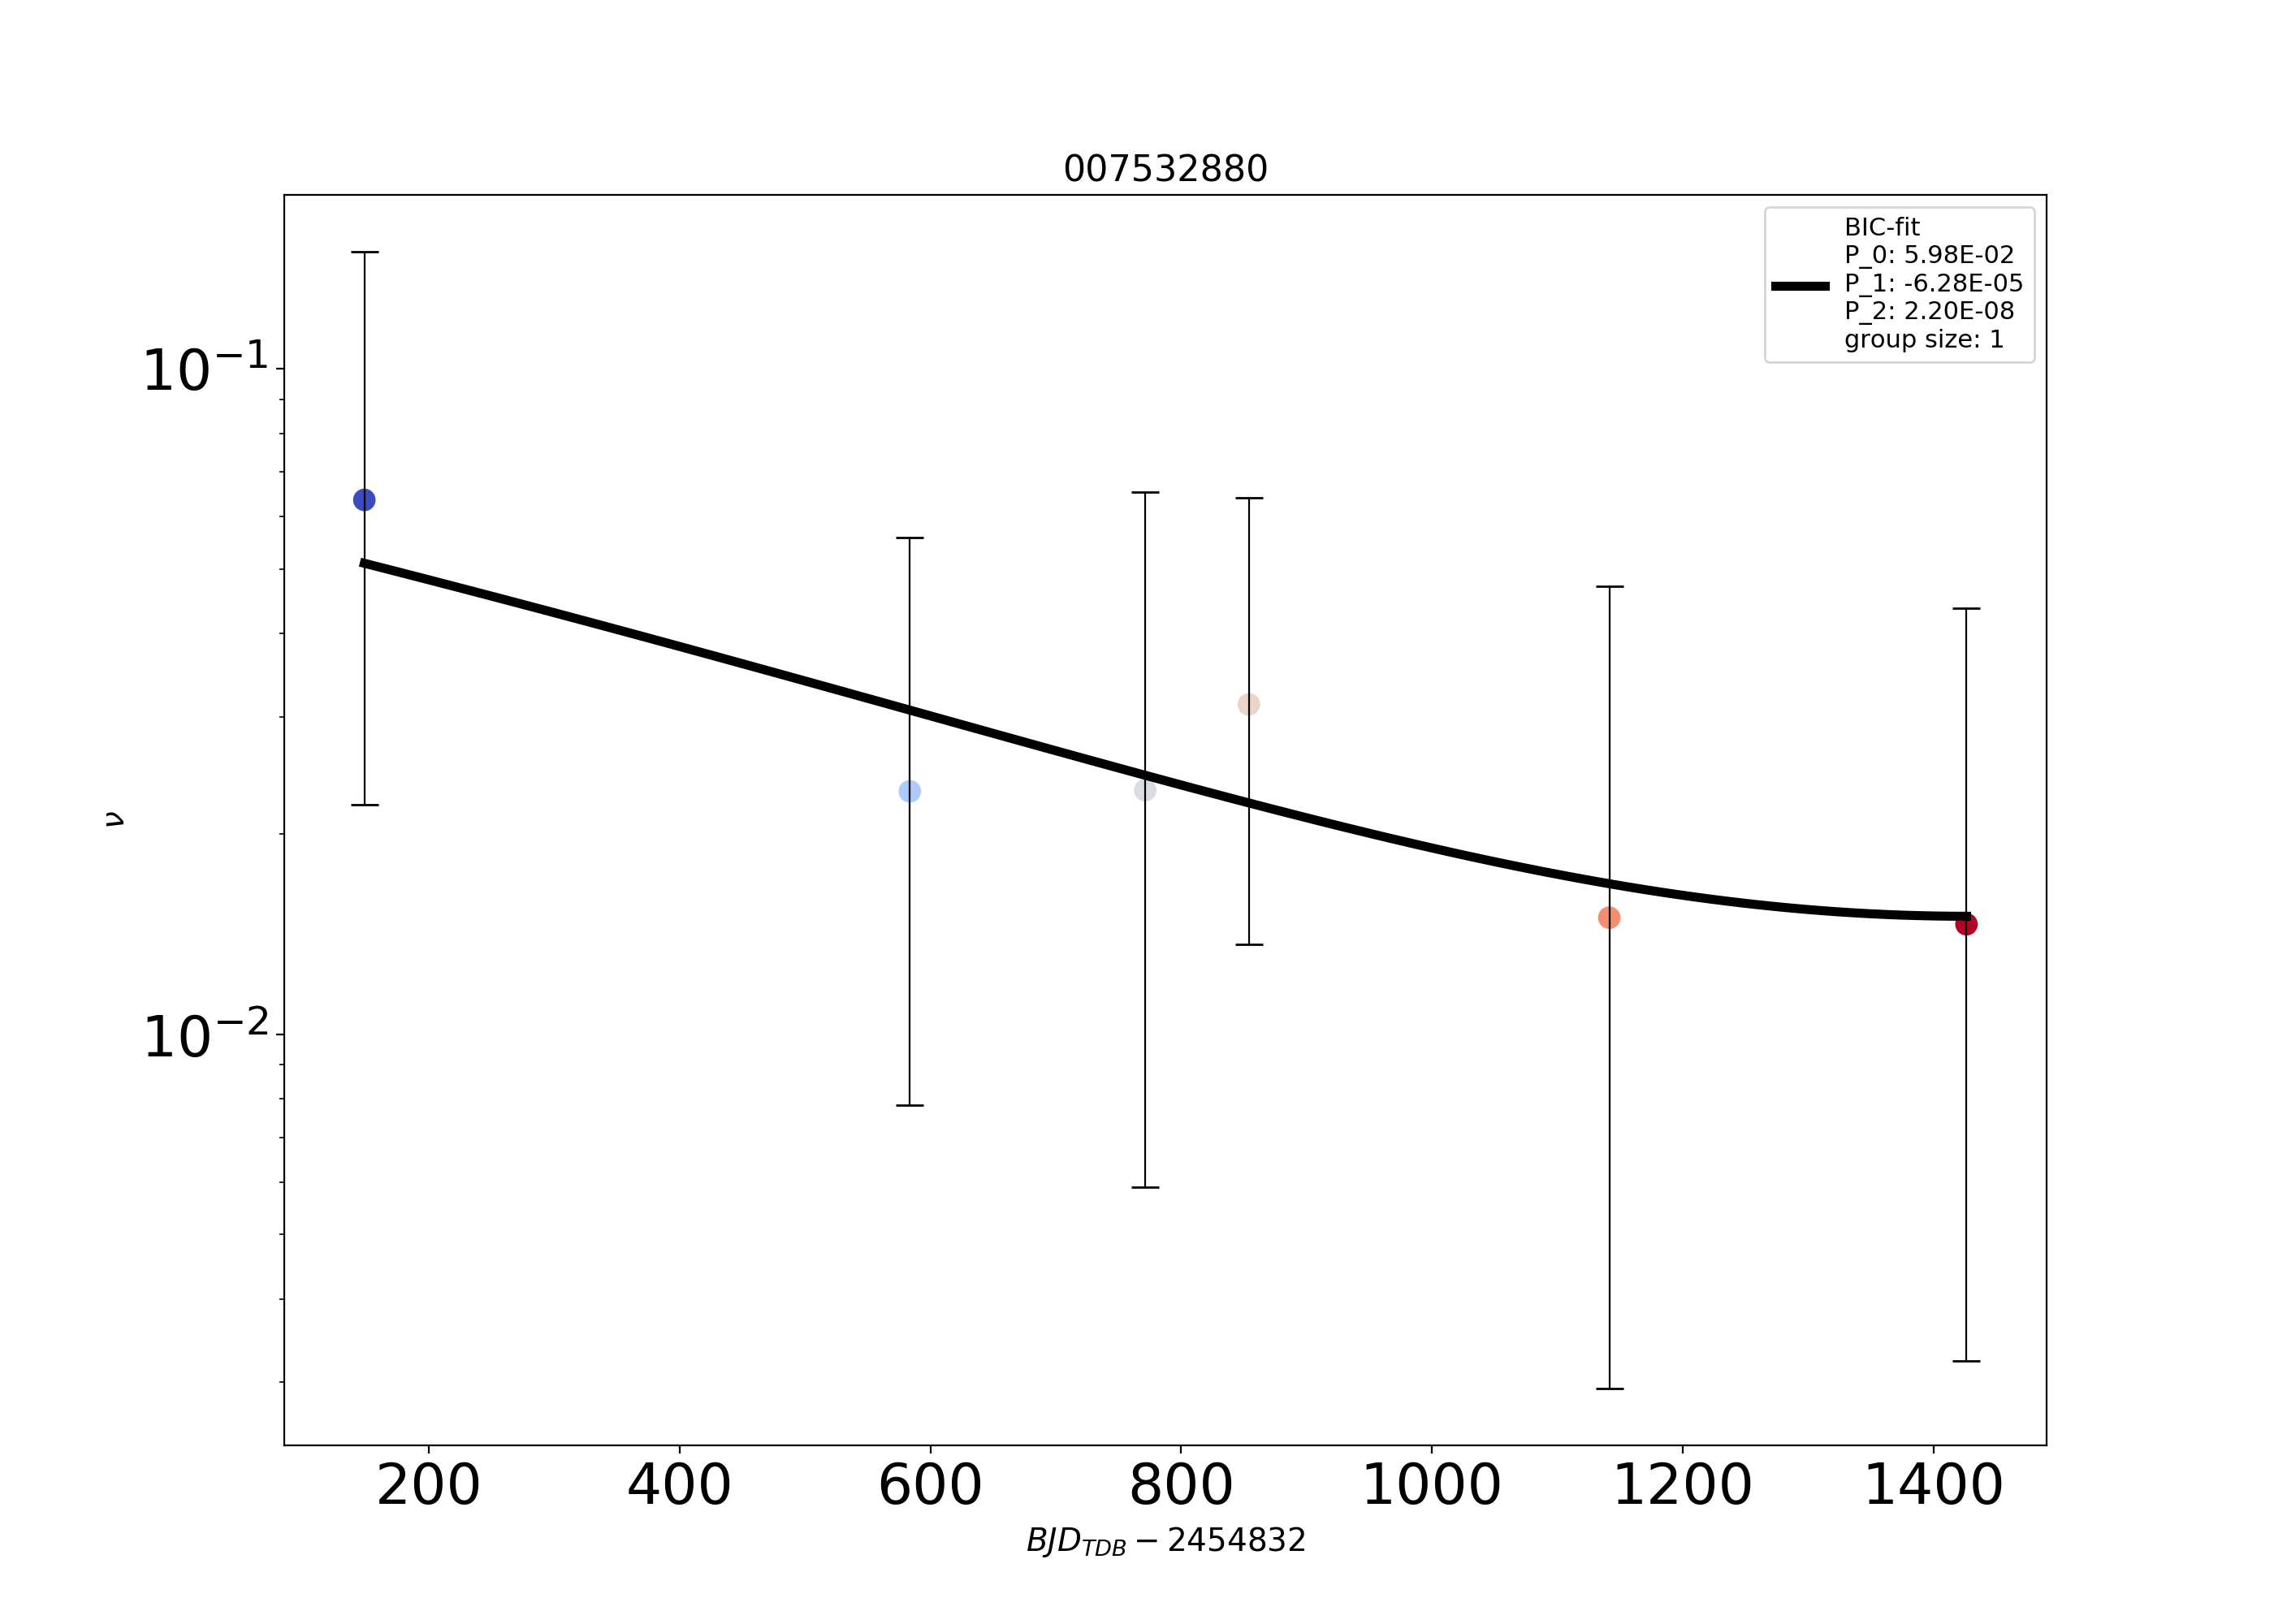 007532880
BIC-fit
P_0: 5.98E-02
P_1: -6.28E-05
P_2: 2.20E-08
group size: 1
10⁻¹
ν
10⁻²
200 400 600 800 1000 1200 1400
BJD_TDB − 2454832